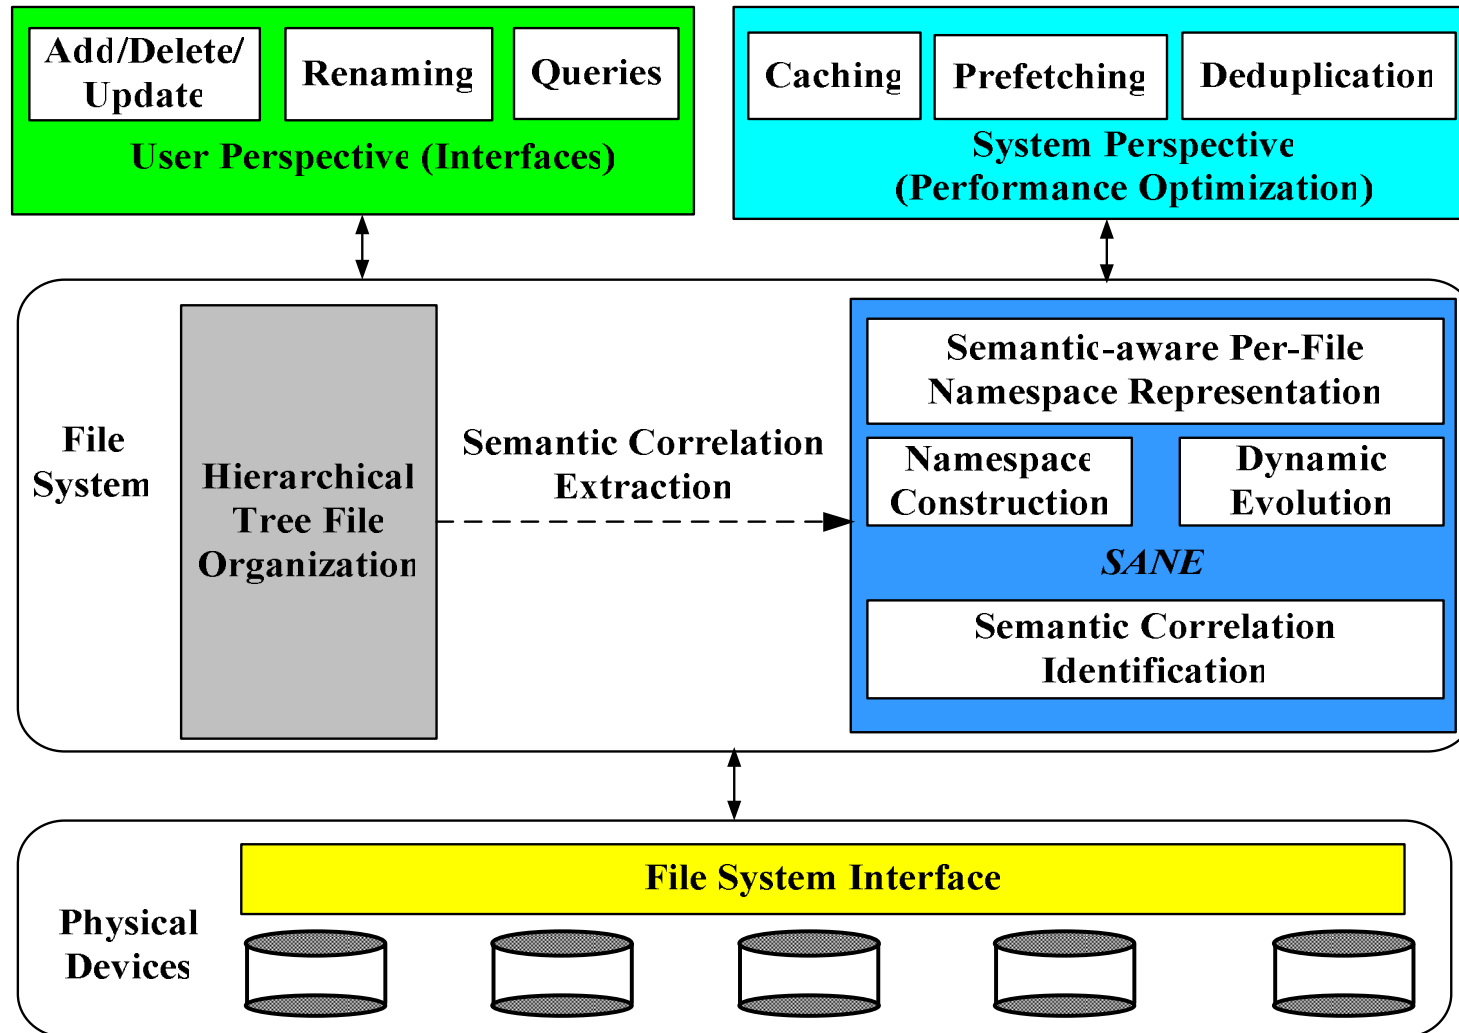 Add/Delete/
Update
Renaming
Queries
User Perspective (Interfaces)
Caching
Prefetching
Deduplication
System Perspective
(Performance Optimization)
File
System
Hierarchical
Tree File
Organization
Semantic Correlation
Extraction
Semantic-aware Per-File
Namespace Representation
Namespace
Construction
Dynamic
Evolution
SANE
Semantic Correlation
Identification
File System Interface
Physical
Devices